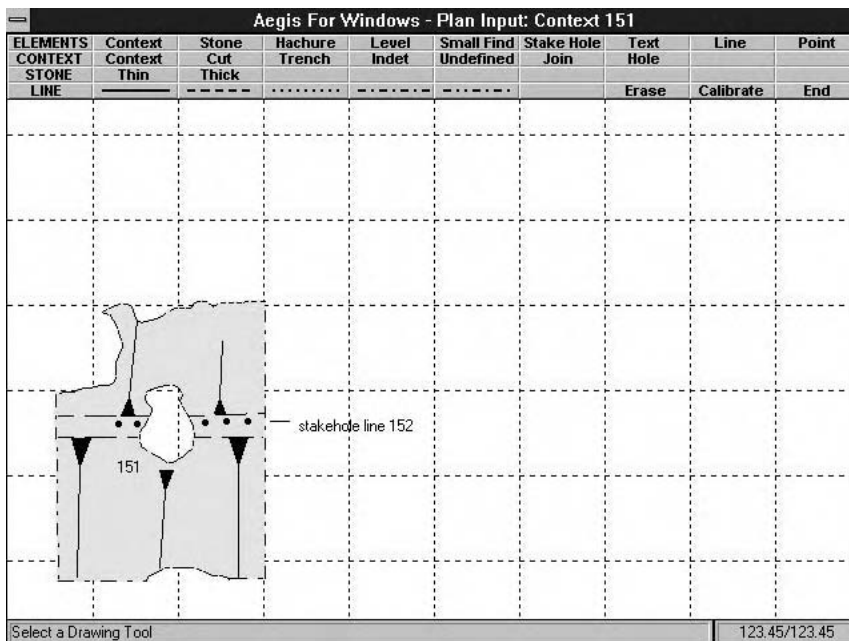 Aegis For Windows - Plan Input: Context 151
ELEMENTS Context Stone Hachure Level Small Find Stake Hole Text Line Point
CONTEXT Context Cut Trench Indet Undefined Join Hole
STONE Thin Thick
LINE Erase Calibrate End
stakehole line 152
151
Select a Drawing Tool 123.45/123.45